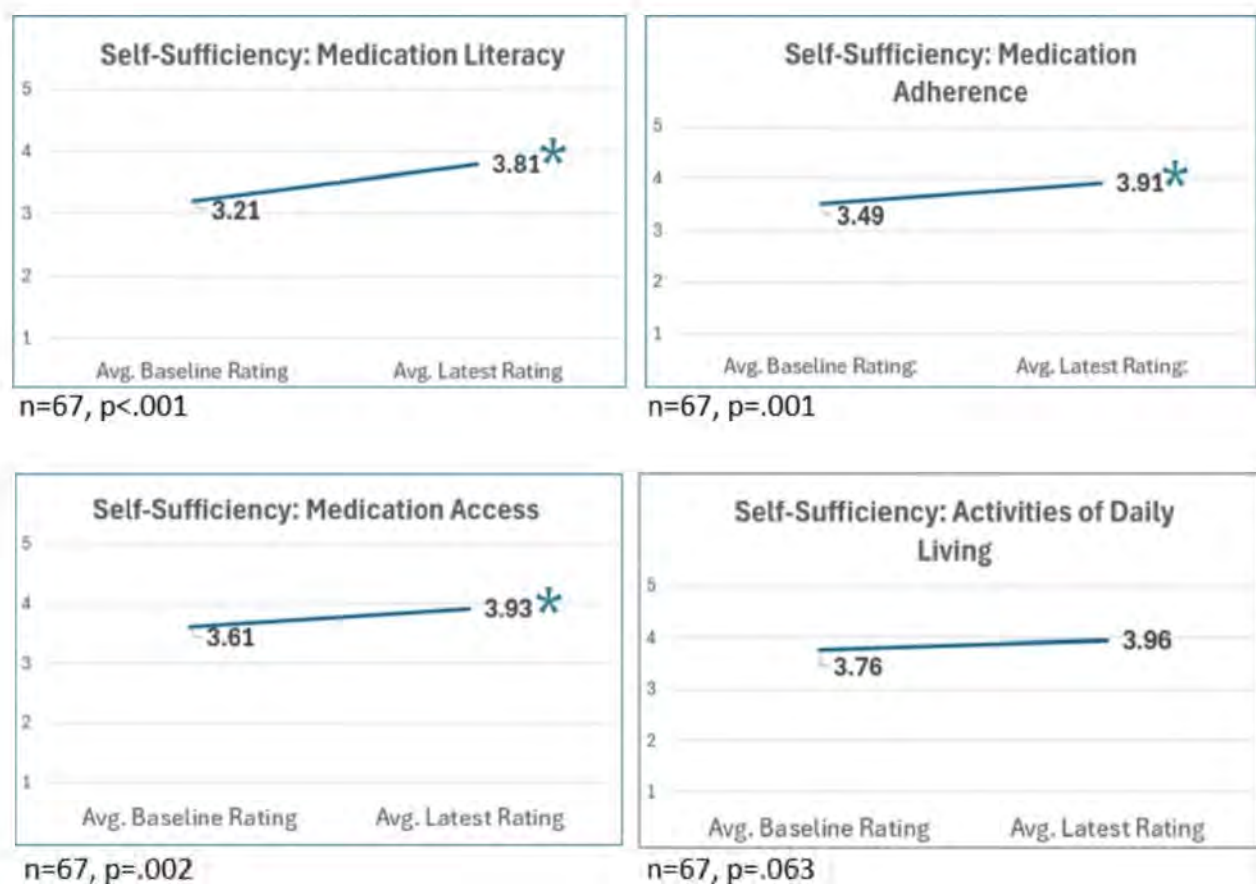 Self-Sufficiency: Medication Literacy
5
4
3
2
1
3.81*
3.21
Avg. Baseline Rating
Avg. Latest Rating
n=67, p<.001
Self-Sufficiency: Medication
Adherence
5
4
3
2
1
3.91*
3.49
Avg. Baseline Rating:
Avg. Latest Rating:
n=67, p=.001
Self-Sufficiency: Medication Access
5
4
3
2
1
3.93*
3.61
Avg. Baseline Rating
Avg. Latest Rating
n=67, p=.002
Self-Sufficiency: Activities of Daily
Living
5
4
3
2
1
3.96
3.76
Avg. Baseline Rating
Avg. Latest Rating
n=67, p=.063